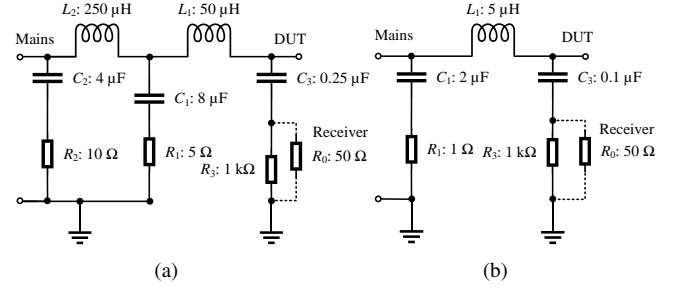 L₂: 250 µH
L₁: 50 µH
Mains
DUT
C₂: 4 µF
C₁: 8 µF
C₃: 0.25 µF
Receiver
R₂: 10 Ω
R₁: 5 Ω
R₃: 1 kΩ
R₀: 50 Ω
(a)
L₁: 5 µH
Mains
DUT
C₁: 2 µF
C₃: 0.1 µF
Receiver
R₁: 1 Ω
R₃: 1 kΩ
R₀: 50 Ω
(b)